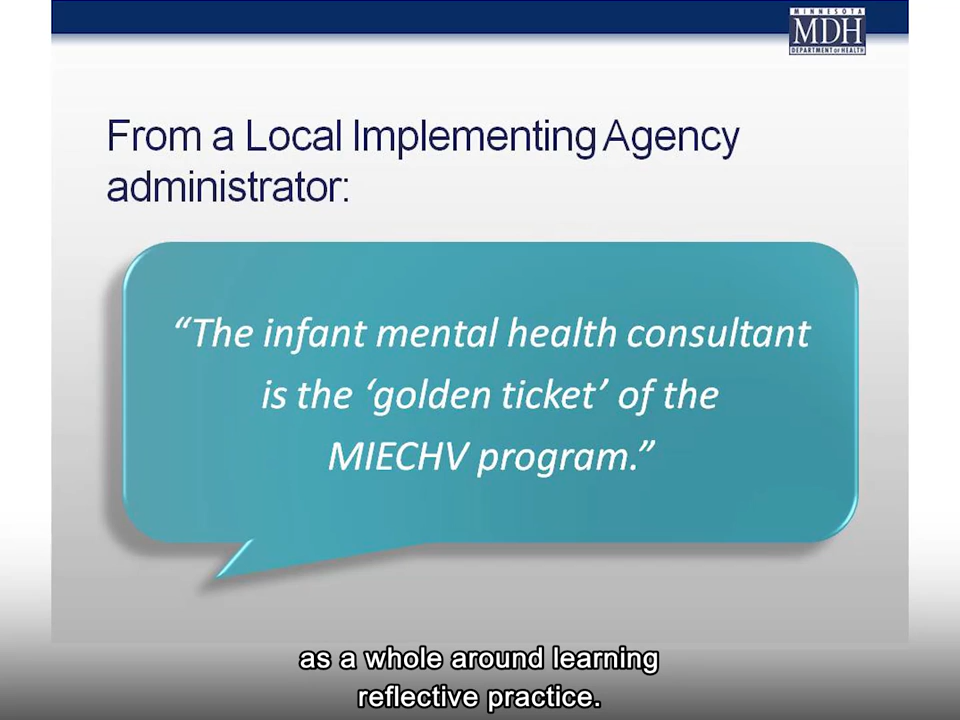 MINNESOTA
MDH
DEPARTMENT OF HEALTH
From a Local Implementing Agency
administrator:
“The infant mental health consultant
is the ‘golden ticket’ of the
MIECHV program.”
as a whole around learning
reflective practice.